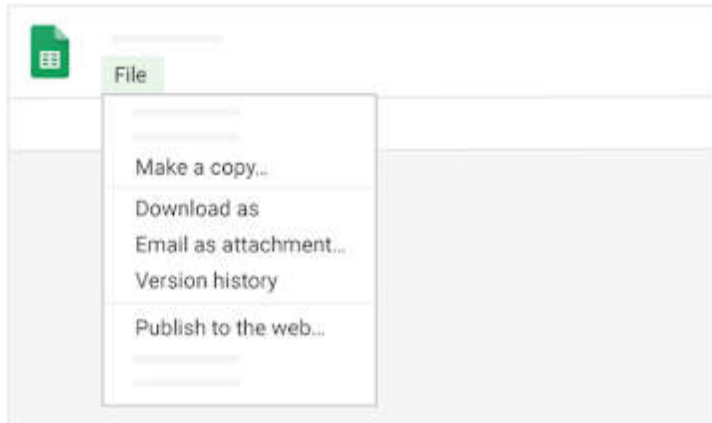 File
Make a copy...
Download as
Email as attachment...
Version history
Publish to the web...